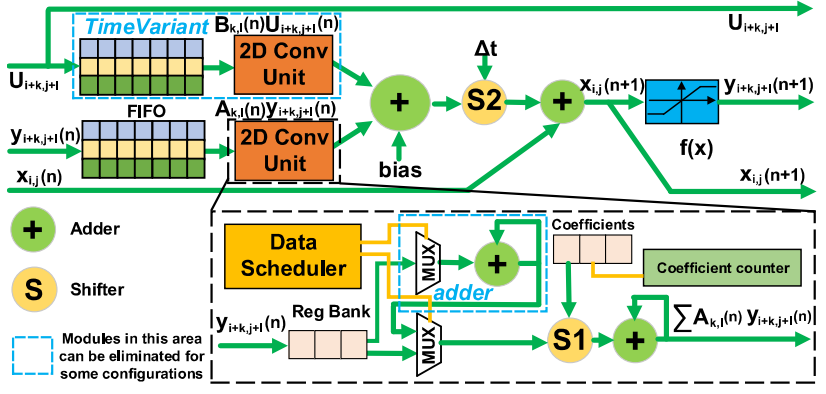 TimeVariant
B_{k,l}(n)U_{i+k,j+l}(n)
U_{i+k,j+l}
U_{i+k,j+l}
2D Conv
Unit
Δt
FIFO
A_{k,l}(n)y_{i+k,j+l}(n)
+
S2
+
x_{i,j}(n+1)
y_{i+k,j+l}(n+1)
y_{i+k,j+l}(n)
2D Conv
Unit
f(x)
bias
x_{i,j}(n)
x_{i,j}(n+1)
+
Adder
S
Shifter
Modules in this area
can be eliminated for
some configurations
Data
Scheduler
MUX
+
adder
Coefficients
Coefficient counter
y_{i+k,j+l}(n)
Reg Bank
MUX
S1
+
∑A_{k,l}(n) y_{i+k,j+l}(n)